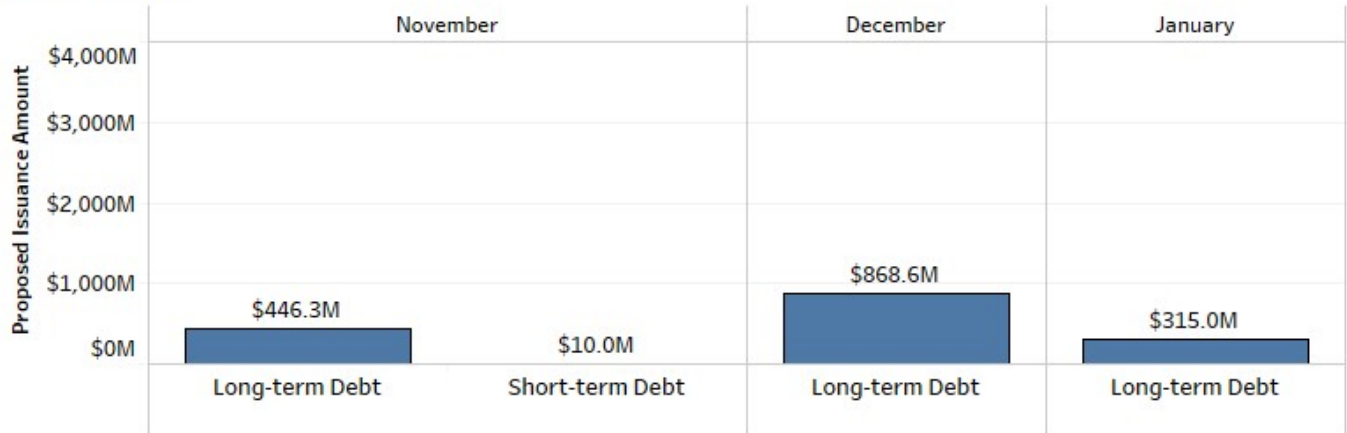 November December January
Proposed Issuance Amount
$4,000M
$3,000M
$2,000M
$1,000M
$0M
$446.3M
$10.0M
$868.6M
$315.0M
Long-term Debt Short-term Debt Long-term Debt Long-term Debt